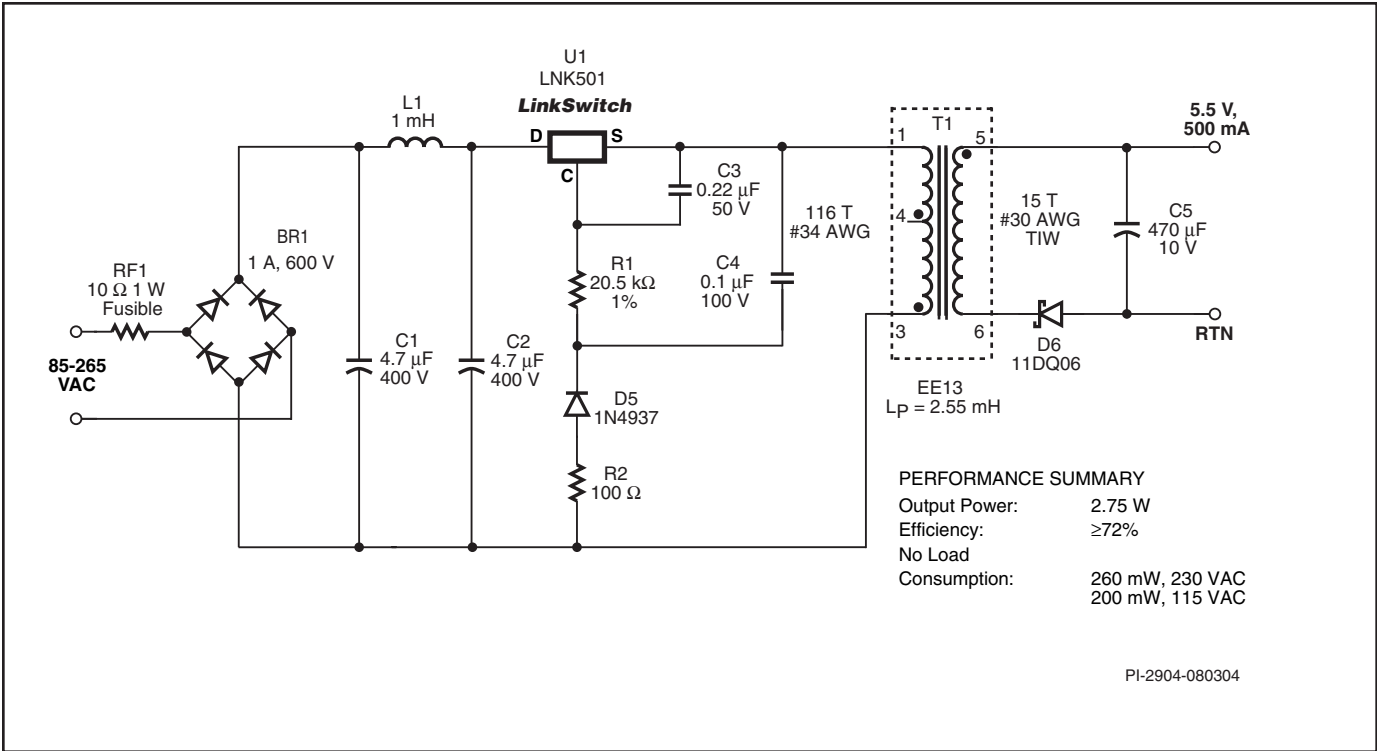 U1
LNK501
LinkSwitch
L1
1 mH
D
S
C
C3
0.22 µF
50 V
116 T
#34 AWG
1
T1
5
4
3
6
15 T
#30 AWG
TIW
5.5 V,
500 mA
C5
470 µF
10 V
RTN
BR1
1 A, 600 V
RF1
10 Ω 1 W
Fusible
85-265
VAC
C1
4.7 µF
400 V
C2
4.7 µF
400 V
R1
20.5 kΩ
1%
C4
0.1 µF
100 V
D5
1N4937
R2
100 Ω
D6
11DQ06
EE13
LP = 2.55 mH
PERFORMANCE SUMMARY
Output Power: 2.75 W
Efficiency: ≥72%
No Load
Consumption: 260 mW, 230 VAC
200 mW, 115 VAC
PI-2904-080304